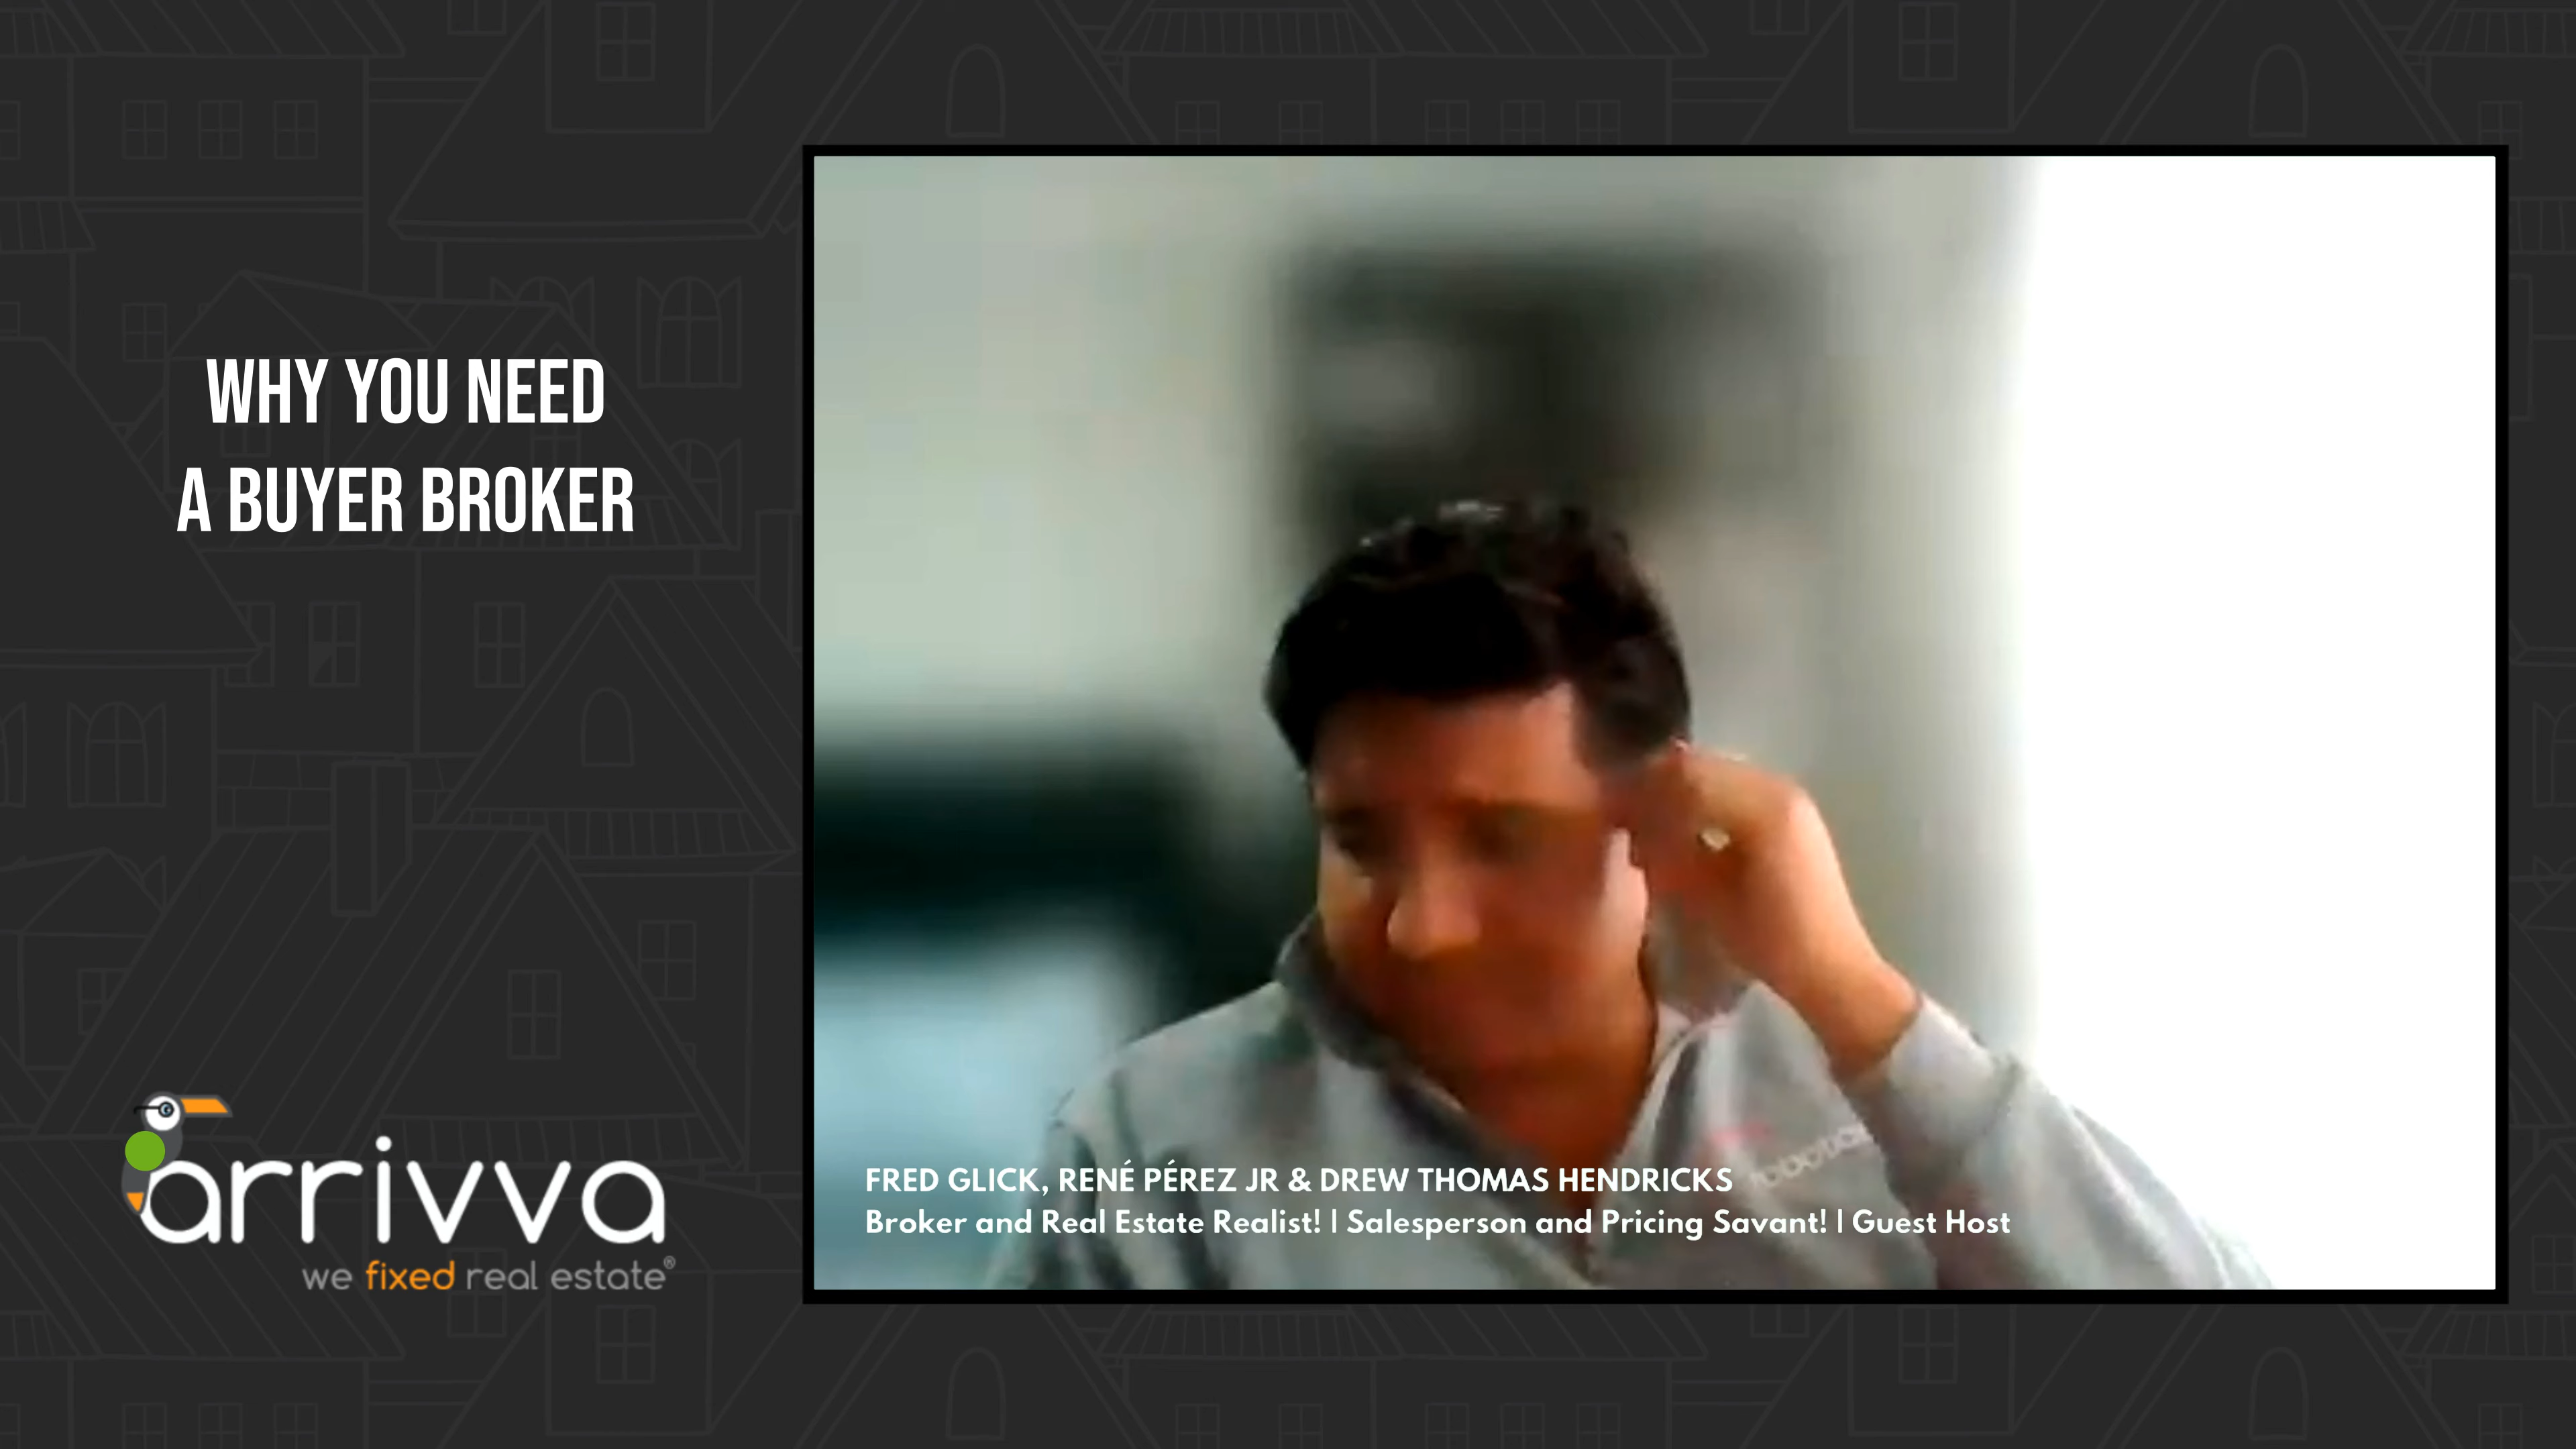 WHY YOU NEED
A BUYER BROKER
arrivva
we fixed real estate®
FRED GLICK, RENÉ PÉREZ JR & DREW THOMAS HENDRICKS
Broker and Real Estate Realist! | Salesperson and Pricing Savant! | Guest Host